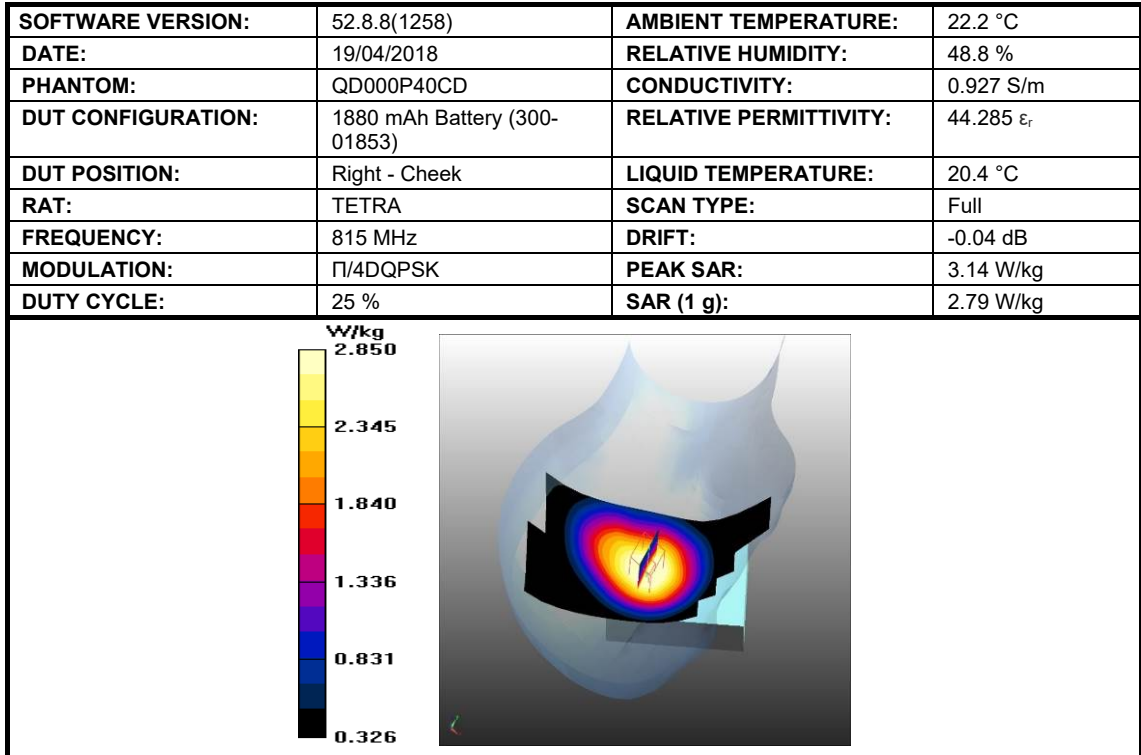 SOFTWARE VERSION: 52.8.8(1258) AMBIENT TEMPERATURE: 22.2 °C
DATE: 19/04/2018 RELATIVE HUMIDITY: 48.8 %
PHANTOM: QD000P40CD CONDUCTIVITY: 0.927 S/m
DUT CONFIGURATION: 1880 mAh Battery (300- RELATIVE PERMITTIVITY: 44.285 εr
01853)
DUT POSITION: Right - Cheek LIQUID TEMPERATURE: 20.4 °C
RAT: TETRA SCAN TYPE: Full
FREQUENCY: 815 MHz DRIFT: -0.04 dB
MODULATION: Π/4DQPSK PEAK SAR: 3.14 W/kg
DUTY CYCLE: 25 % SAR (1 g): 2.79 W/kg
W/kg
2.850
2.345
1.840
1.336
0.831
0.326